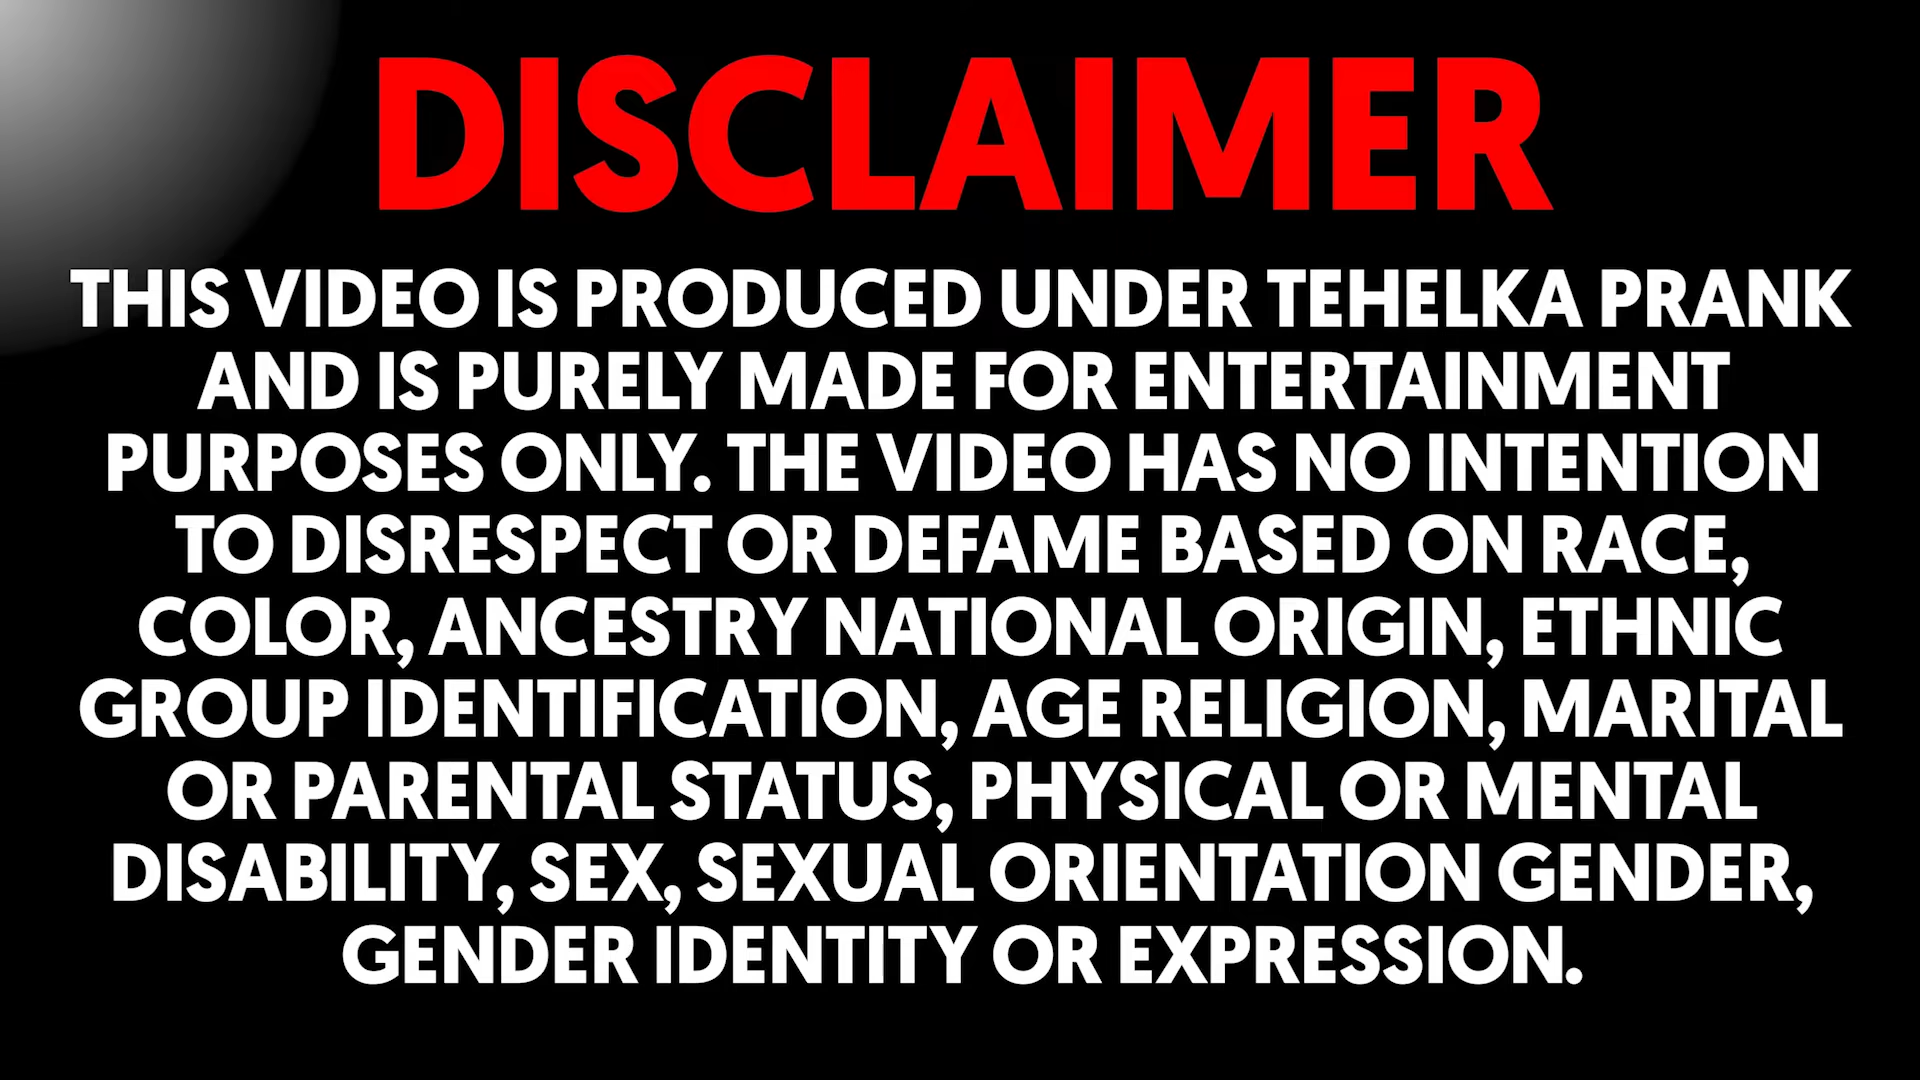 DISCLAIMER
THIS VIDEO IS PRODUCED UNDER TEHELKA PRANK
AND IS PURELY MADE FOR ENTERTAINMENT
PURPOSES ONLY. THE VIDEO HAS NO INTENTION
TO DISRESPECT OR DEFAME BASED ON RACE,
COLOR, ANCESTRY NATIONAL ORIGIN, ETHNIC
GROUP IDENTIFICATION, AGE RELIGION, MARITAL
OR PARENTAL STATUS, PHYSICAL OR MENTAL
DISABILITY, SEX, SEXUAL ORIENTATION GENDER,
GENDER IDENTITY OR EXPRESSION.